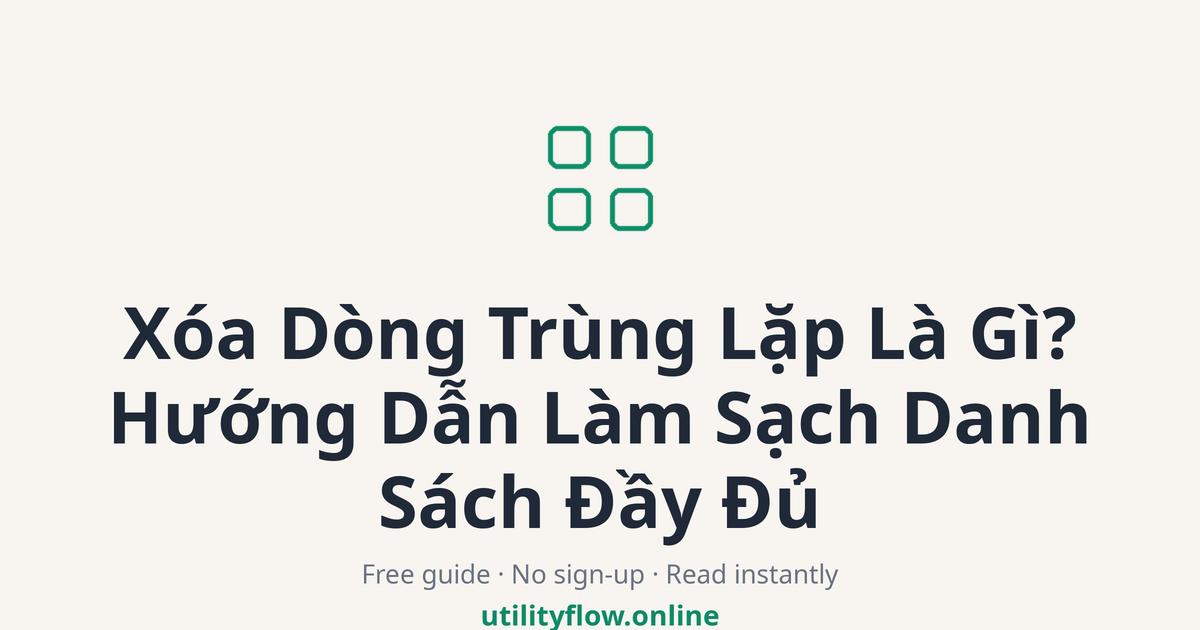 Xóa Dòng Trùng Lặp Là Gì?
Hướng Dẫn Làm Sạch Danh
Sách Đầy Đủ
Free guide · No sign-up · Read instantly
utilityflow.online